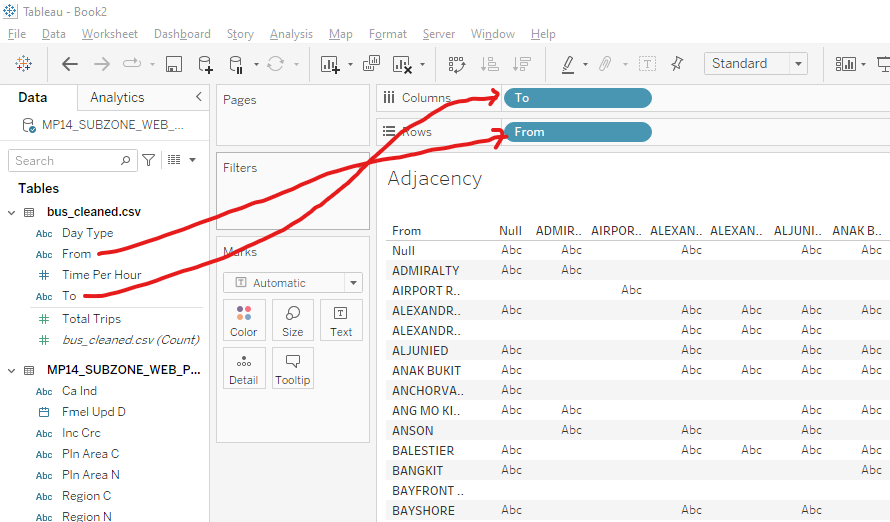 Tableau - Book2
File Data Worksheet Dashboard Story Analysis Map Format Server Window Help
Standard
Data Analytics
Pages
Columns To
MP14_SUBZONE_WEB_...
Rows From
Search
Filters
Adjacency
Tables
bus_cleaned.csv
Abc Day Type
Abc From
Time Per Hour
Abc To
Total Trips
bus_cleaned.csv (Count)
MP14_SUBZONE_WEB_P...
Abc Ca Ind
Fmel Upd D
Abc Inc Crc
Abc Pln Area C
Abc Pln Area N
Abc Region C
Abc Region N
Marks
Automatic
Color Size Text
Detail Tooltip
From Null ADMIR.. AIRPOR.. ALEXAN.. ALEXAN.. ALJUNI.. ANAK B..
Null Abc Abc Abc Abc Abc
ADMIRALTY Abc Abc
AIRPORT R.. Abc
ALEXANDR.. Abc Abc Abc Abc Abc
ALEXANDR.. Abc Abc Abc
ALJUNIED Abc Abc Abc Abc
ANAK BUKIT Abc Abc Abc Abc Abc
ANCHORVA.. Abc
ANG MO KI.. Abc Abc Abc Abc
ANSON Abc Abc Abc
BALESTIER Abc Abc Abc Abc Abc
BANGKIT Abc Abc
BAYFRONT ..
BAYSHORE Abc Abc Abc